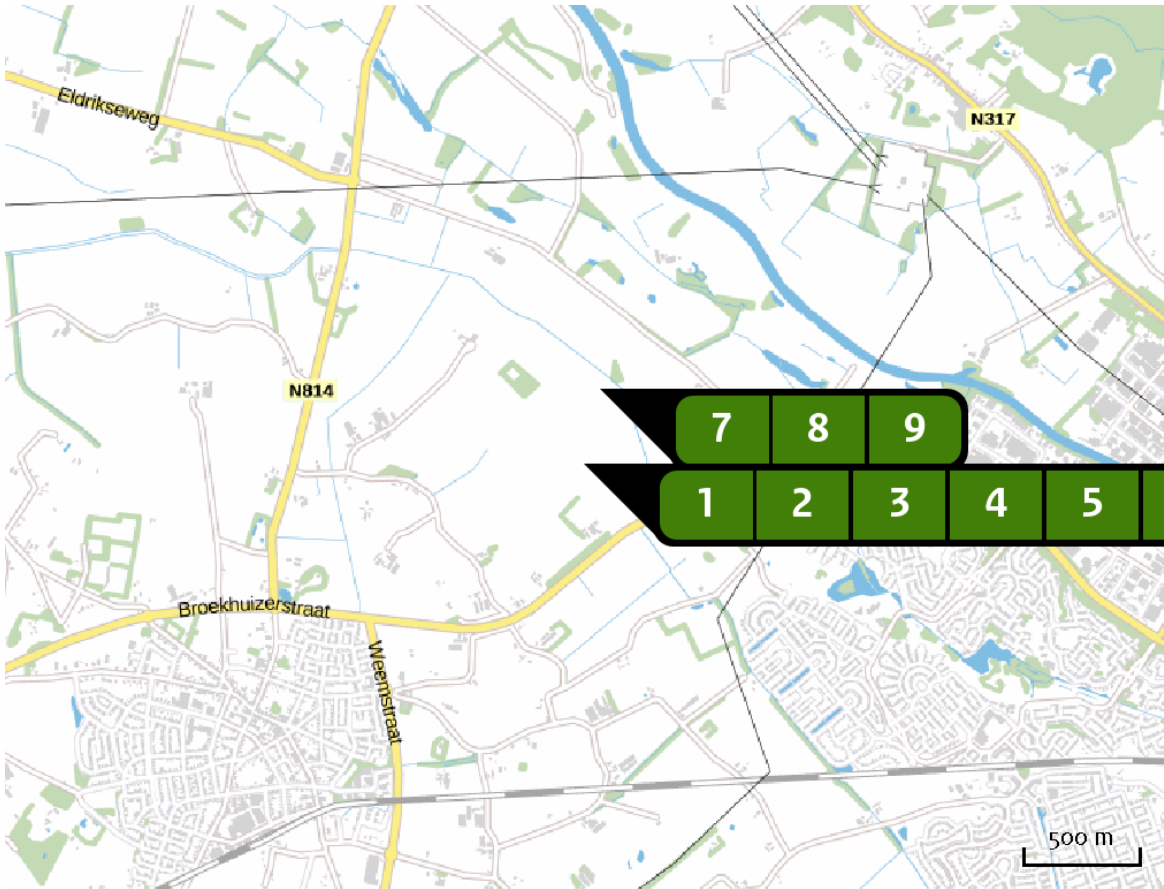 Eldrikseweg
N317
N814
7 8 9
1 2 3 4 5
Broekhuizerstraat
Weemstraat
500 m